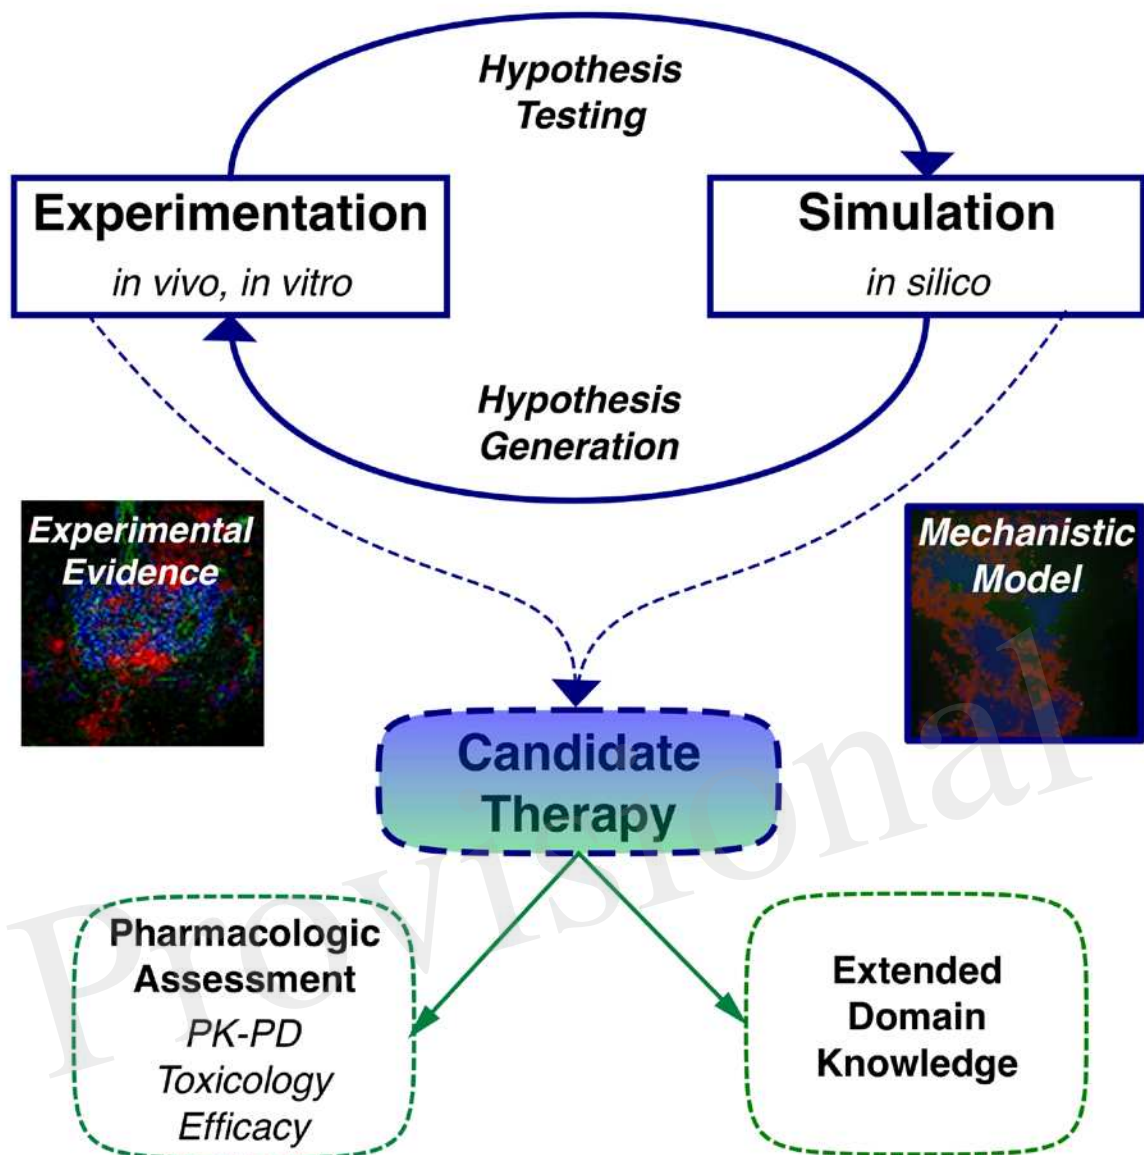 Hypothesis
Testing
Experimentation
in vivo, in vitro
Simulation
in silico
Hypothesis
Generation
Experimental
Evidence
Mechanistic
Model
Candidate
Therapy
Pharmacologic
Assessment
PK-PD
Toxicology
Efficacy
Extended
Domain
Knowledge
Provisional